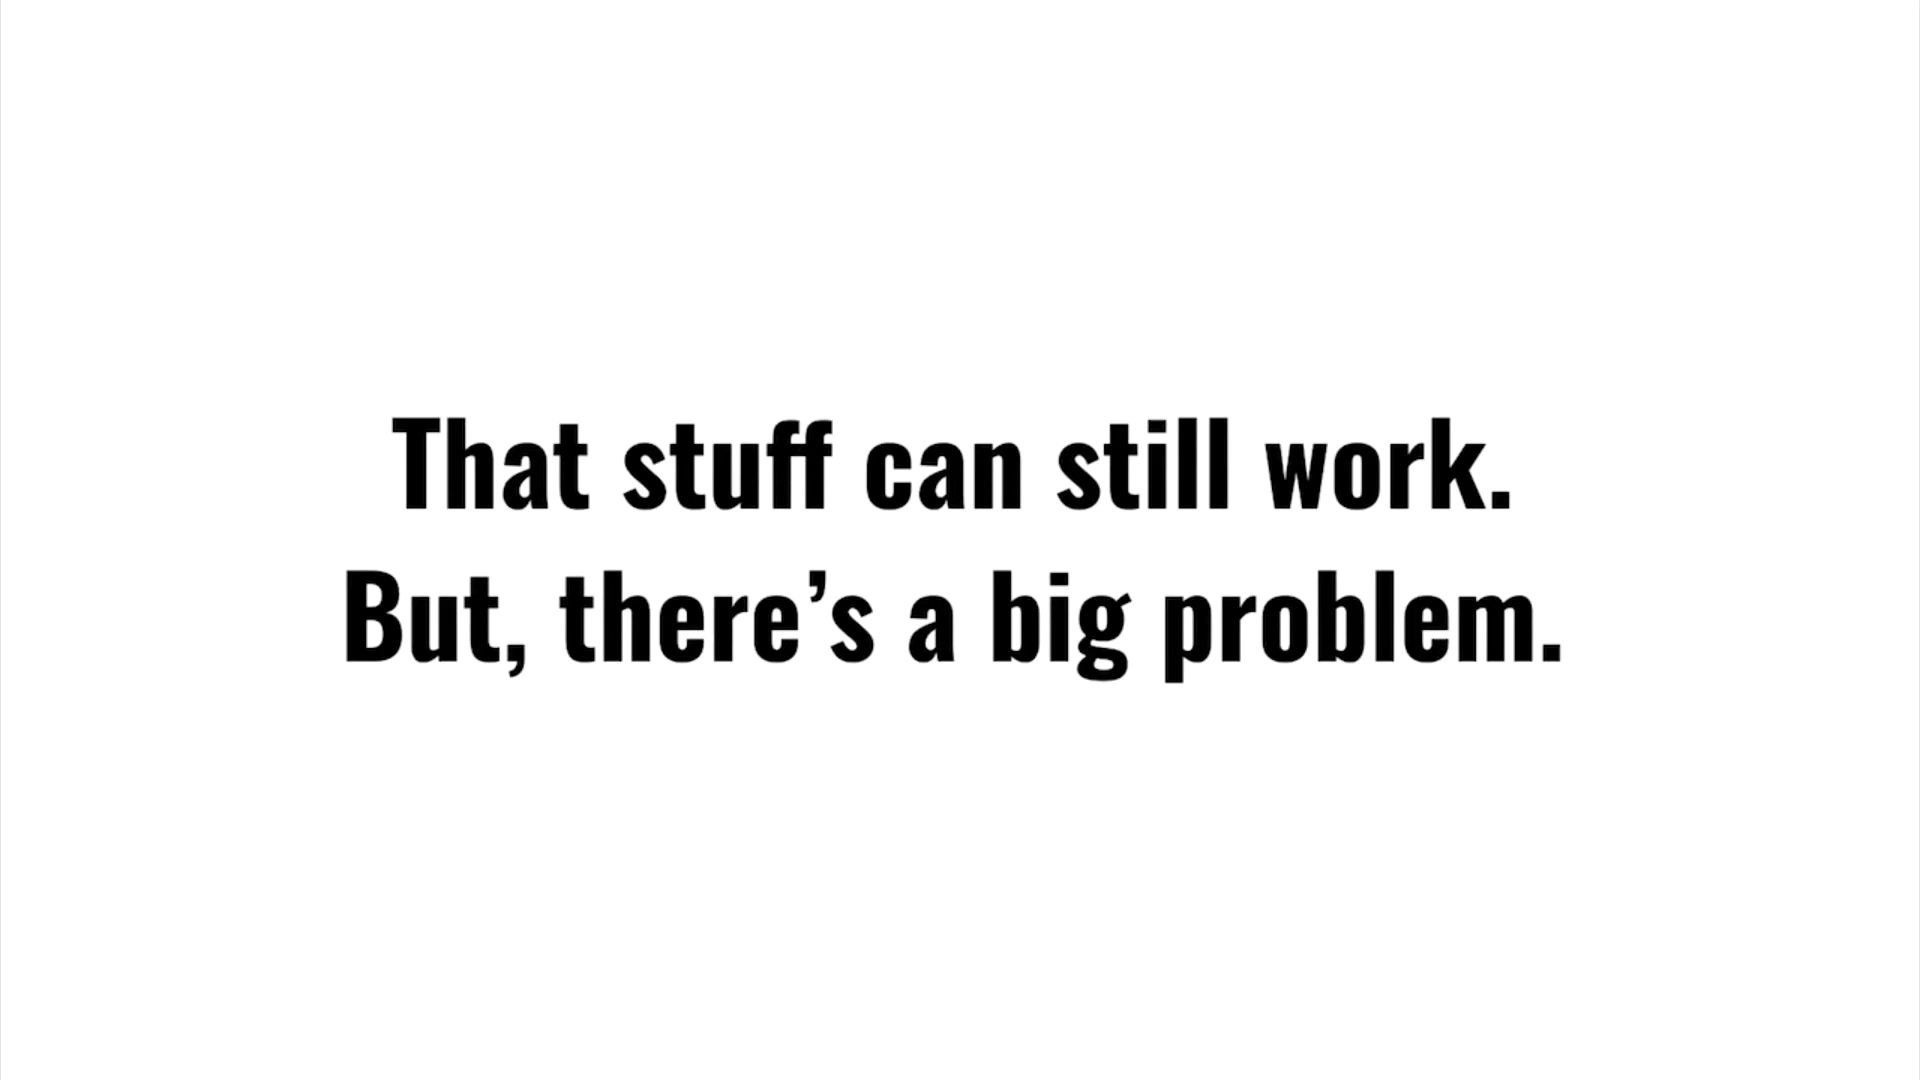 That stuff can still work.
But, there’s a big problem.